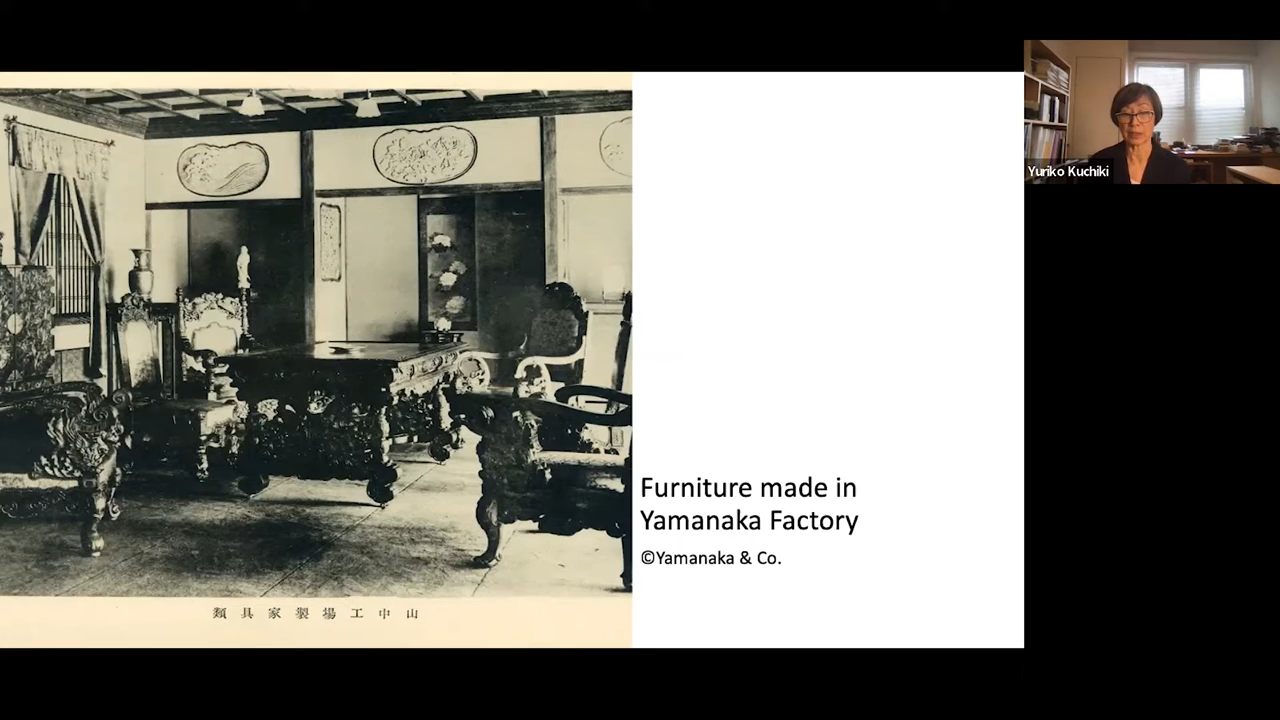 Yuriko Kuchiki
Furniture made in
Yamanaka Factory
©Yamanaka & Co.
類具家製場工中山